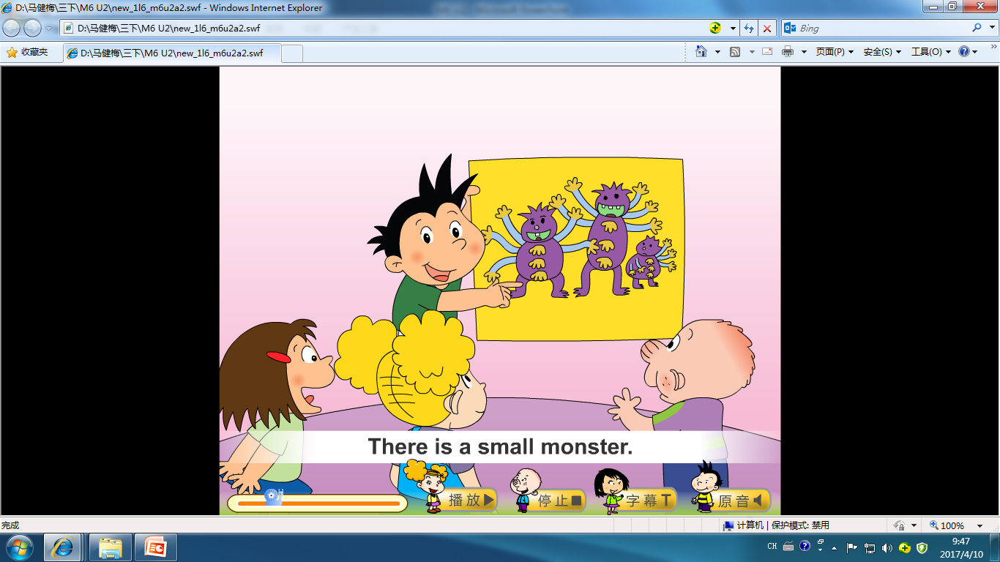 D:\马健梅\三下\M6 U2\new_1l6_m6u2a2.swf - Windows Internet Explorer
D:\马健梅\三下\M6 U2\new_1l6_m6u2a2.swf
Bing
收藏夹
D:\马健梅\三下\M6 U2\new_1l6_m6u2a2.swf
页面(P)
安全(S)
工具(O)
There is a small monster.
播放
停止
字幕T
原音
完成
计算机 | 保护模式: 禁用
100%
CH
9:47
2017/4/10